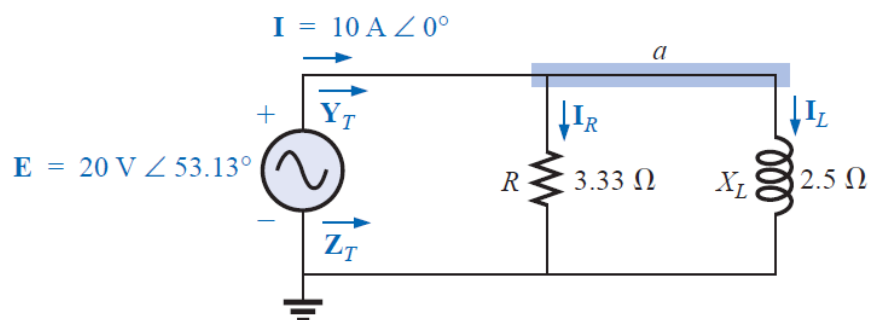 I = 10 A ∠ 0°
a
+
Y_T
I_R
I_L
E = 20 V ∠ 53.13°
R
3.33 Ω
X_L
2.5 Ω
–
Z_T